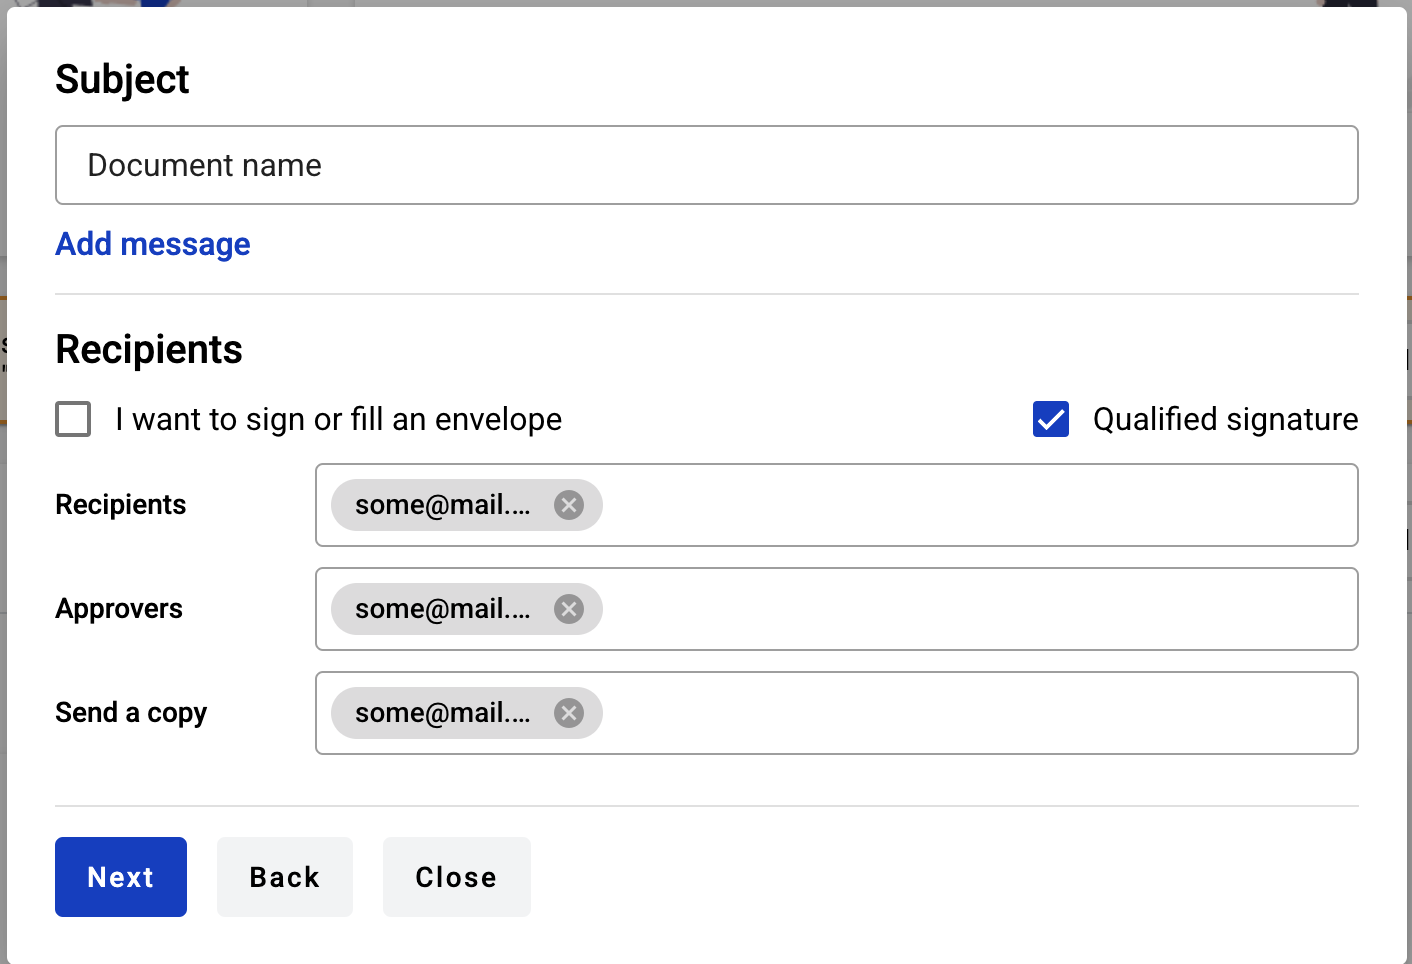 Subject
Document name
Add message
Recipients
I want to sign or fill an envelope
Qualified signature
Recipients
some@mail....
Approvers
some@mail....
Send a copy
some@mail....
Next
Back
Close